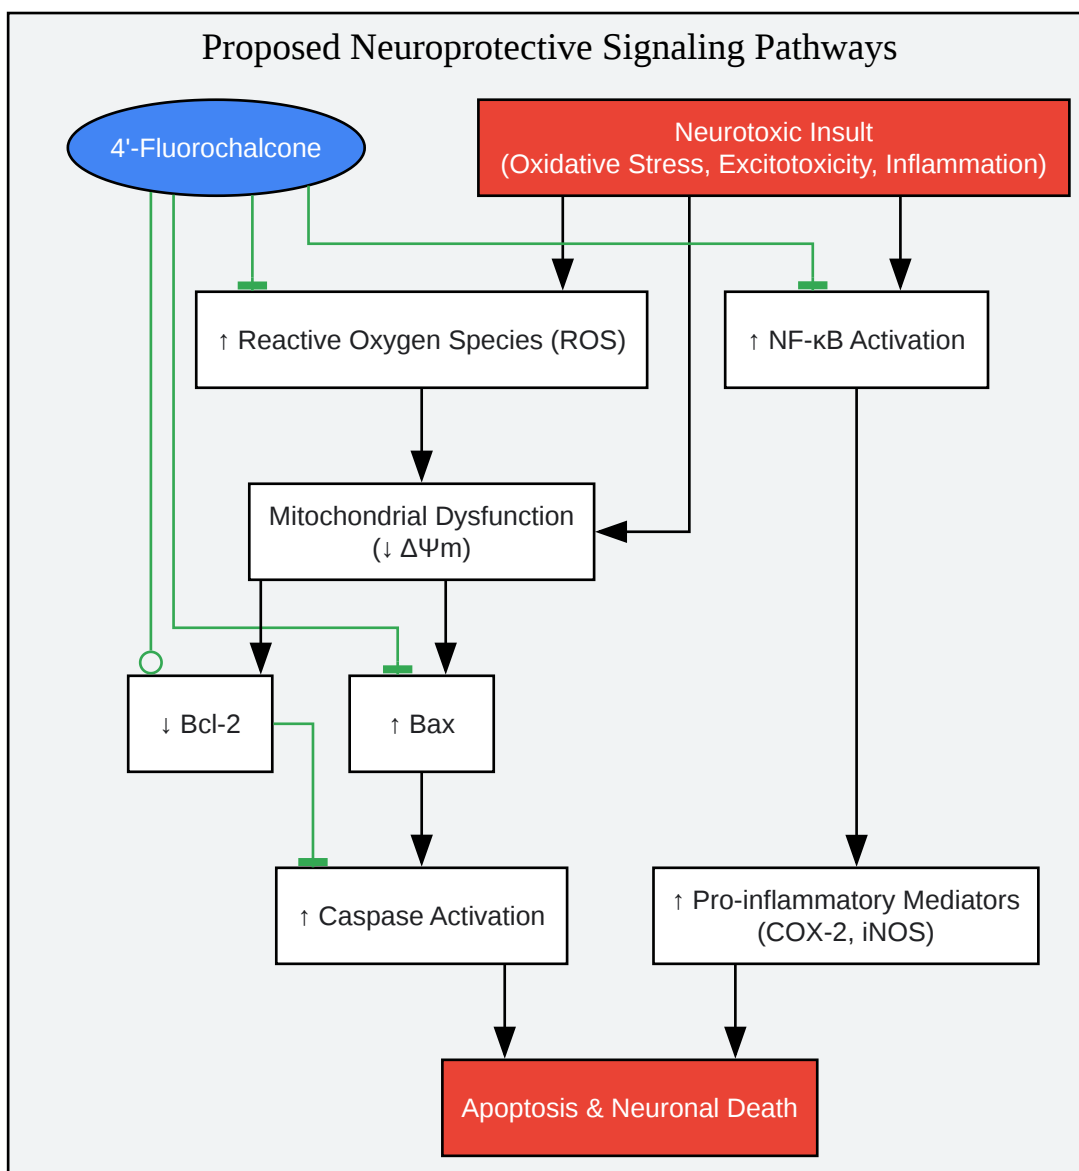 Proposed Neuroprotective Signaling Pathways
4'-Fluorochalcone
Neurotoxic Insult
(Oxidative Stress, Excitotoxicity, Inflammation)
↑ Reactive Oxygen Species (ROS)
↑ NF-κB Activation
Mitochondrial Dysfunction
(↓ ΔΨm)
↓ Bcl-2
↑ Bax
↑ Caspase Activation
↑ Pro-inflammatory Mediators
(COX-2, iNOS)
Apoptosis & Neuronal Death